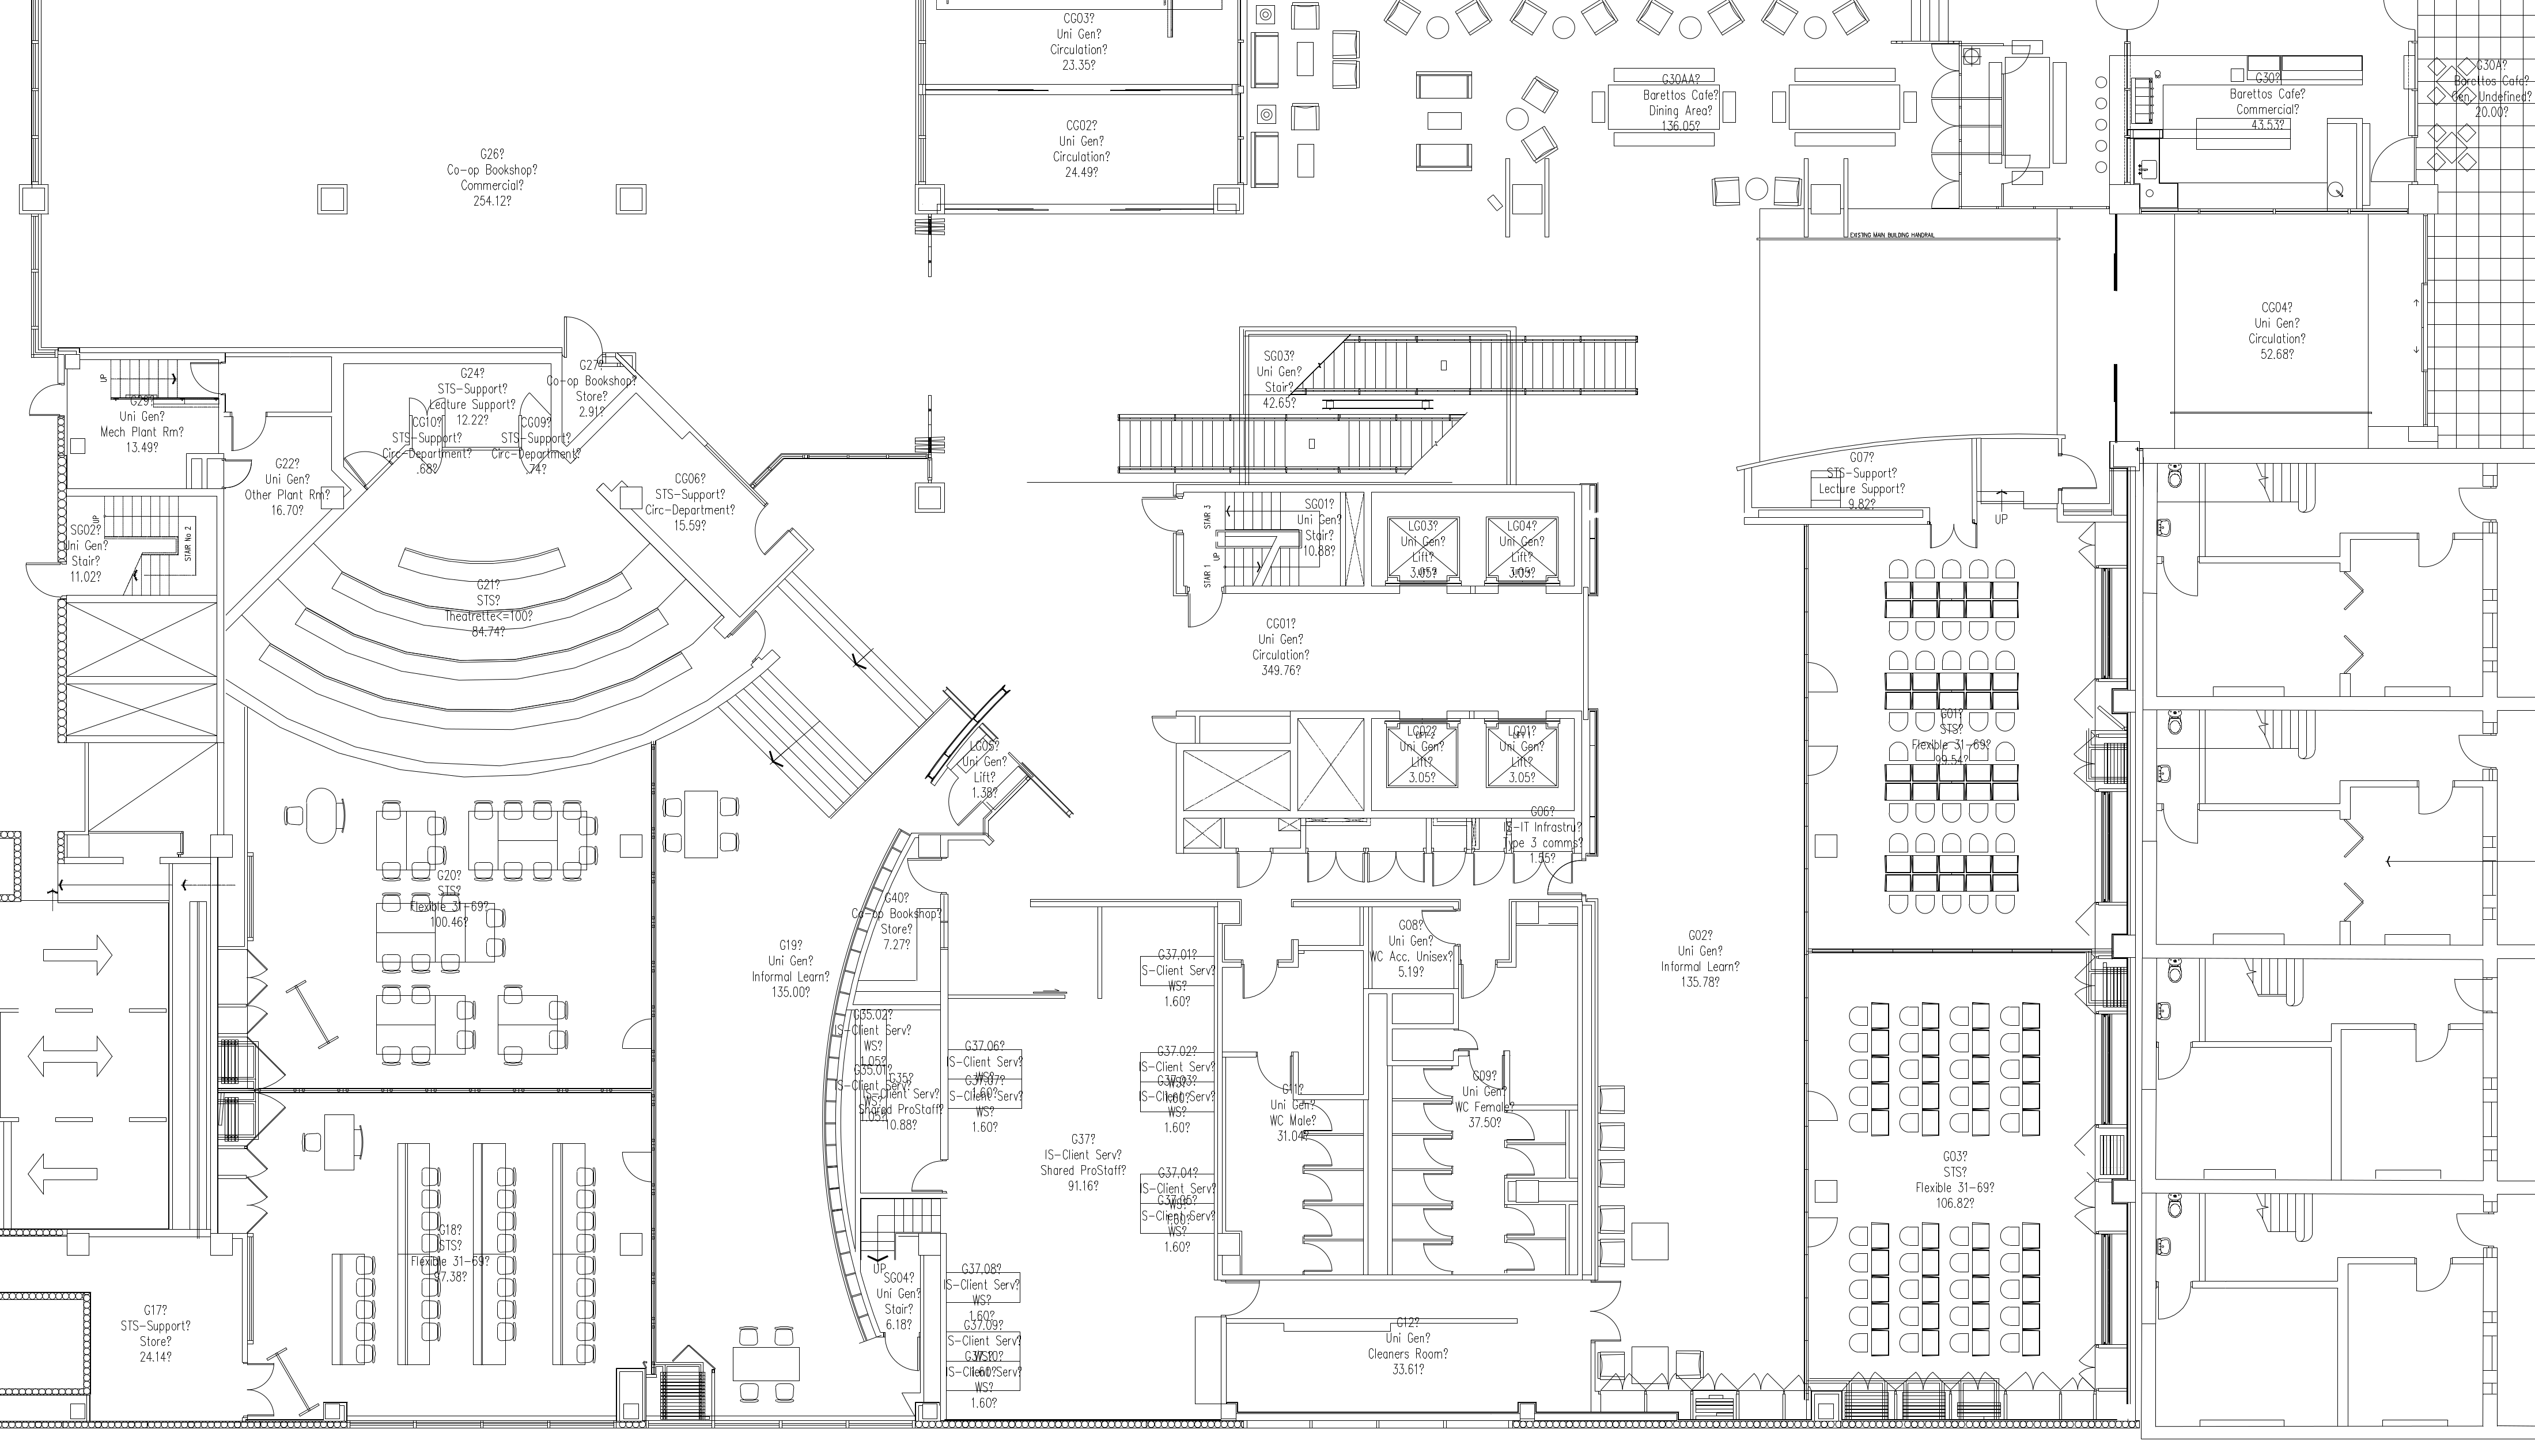 CG03?
Uni Gen?
Circulation?
23.35?
G30AA?
Barettos Cafe?
Dining Area?
136.05?
G30?
Barettos Cafe?
Commercial?
43.53?
G30A?
Barettos Cafe?
Gen Undefined?
20.00?
CG02?
Uni Gen?
Circulation?
24.49?
G26?
Co-op Bookshop?
Commercial?
254.12?
EXISTING MAIN BUILDING HANDRAIL
CG04?
Uni Gen?
Circulation?
52.68?
SG03?
Uni Gen?
Stair?
42.65?
G27?
Co-op Bookshop?
Store?
2.91?
G24?
STS-Support?
Lecture Support?
12.22?
UP
G29?
Uni Gen?
Mech Plant Rm?
13.49?
CG10?
STS-Support?
Circ-Department?
.68?
CG09?
STS-Support?
Circ-Department?
.74?
G22?
Uni Gen?
Other Plant Rm?
16.70?
CG06?
STS-Support?
Circ-Department?
15.59?
G07?
STS-Support?
Lecture Support?
9.82?
UP
UP
SG02?
Uni Gen?
Stair?
11.02?
STAIR No 2
STAIR 3
SG01?
Uni Gen?
Stair?
10.88?
UP
STAIR 1
LG03?
Uni Gen?
Lift?
3.05?
LG04?
Uni Gen?
Lift?
3.05?
G21?
STS?
Theatrette<=100?
84.74?
CG01?
Uni Gen?
Circulation?
349.76?
LG02?
Uni Gen?
Lift?
3.05?
LG01?
Uni Gen?
Lift?
3.05?
G01?
STS?
Flexible 31-69?
99.54?
LG05?
Uni Gen?
Lift?
1.38?
G06?
IS-IT Infrastru?
Type 3 comms?
1.55?
G20?
STS?
Flexible 31-69?
100.46?
G40?
Co-op Bookshop?
Store?
7.27?
G19?
Uni Gen?
Informal Learn?
135.00?
G08?
Uni Gen?
WC Acc. Unisex?
5.19?
G02?
Uni Gen?
Informal Learn?
135.78?
G37.01?
S-Client Serv?
WS?
1.60?
G35.02?
IS-Client Serv?
WS?
1.05?
G35.01?
IS-Client Serv?
WS?
1.05?
G35?
IS-Client Serv?
Shared ProStaff?
10.88?
G37.06?
IS-Client Serv?
WS?
1.60?
G37.07?
IS-Client Serv?
WS?
1.60?
G37.02?
IS-Client Serv?
WS?
1.60?
G37.03?
IS-Client Serv?
WS?
1.60?
G11?
Uni Gen?
WC Male?
31.04?
G09?
Uni Gen?
WC Female?
37.50?
G37?
IS-Client Serv?
Shared ProStaff?
91.16?
G37.04?
IS-Client Serv?
WS?
1.60?
G37.05?
S-Client Serv?
WS?
1.60?
G03?
STS?
Flexible 31-69?
106.82?
G18?
STS?
Flexible 31-69?
97.38?
UP
SG04?
Uni Gen?
Stair?
6.18?
G37.08?
IS-Client Serv?
WS?
1.60?
G37.09?
S-Client Serv?
WS?
1.60?
G37.10?
IS-Client Serv?
WS?
1.60?
G17?
STS-Support?
Store?
24.14?
G12?
Uni Gen?
Cleaners Room?
33.61?